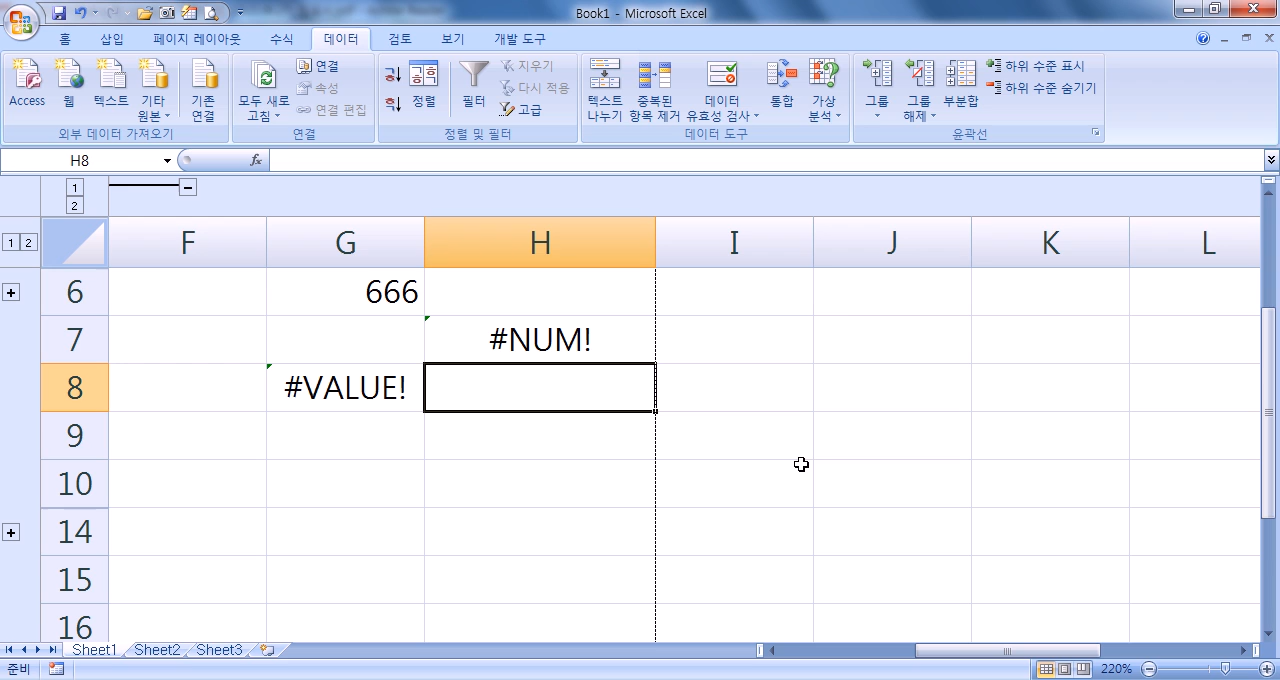 Book1 - Microsoft Excel
홈 삽입 페이지 레이아웃 수식 데이터 검토 보기 개발 도구
Access 웹 텍스트 기타 원본 기존 연결
외부 데이터 가져오기
모두 새로 고침 연결 속성 연결 편집
연결
정렬 필터 지우기 다시 적용 고급
정렬 및 필터
텍스트 나누기 중복된 항목 제거 데이터 유효성 검사 통합 가상 분석
데이터 도구
그룹 그룹 해제 부분합 하위 수준 표시 하위 수준 숨기기
윤곽선
H8 fx
1
2
1 2 F G H I J K L
6 666
7 #NUM!
8 #VALUE!
9
10
14
15
16
Sheet1 Sheet2 Sheet3
준비 220%